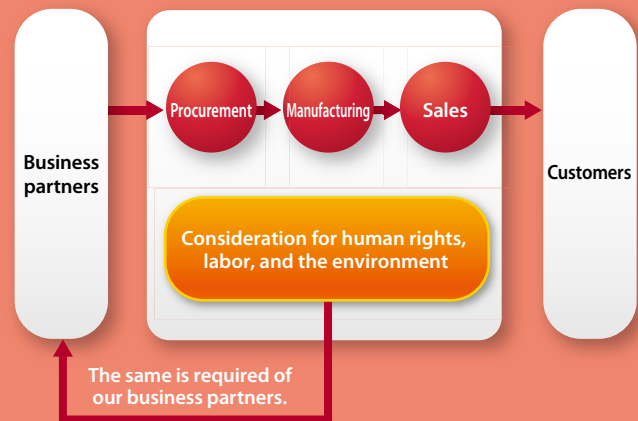 Business
partners
Procurement
Manufacturing
Sales
Customers
Consideration for human rights,
labor, and the environment
The same is required of
our business partners.